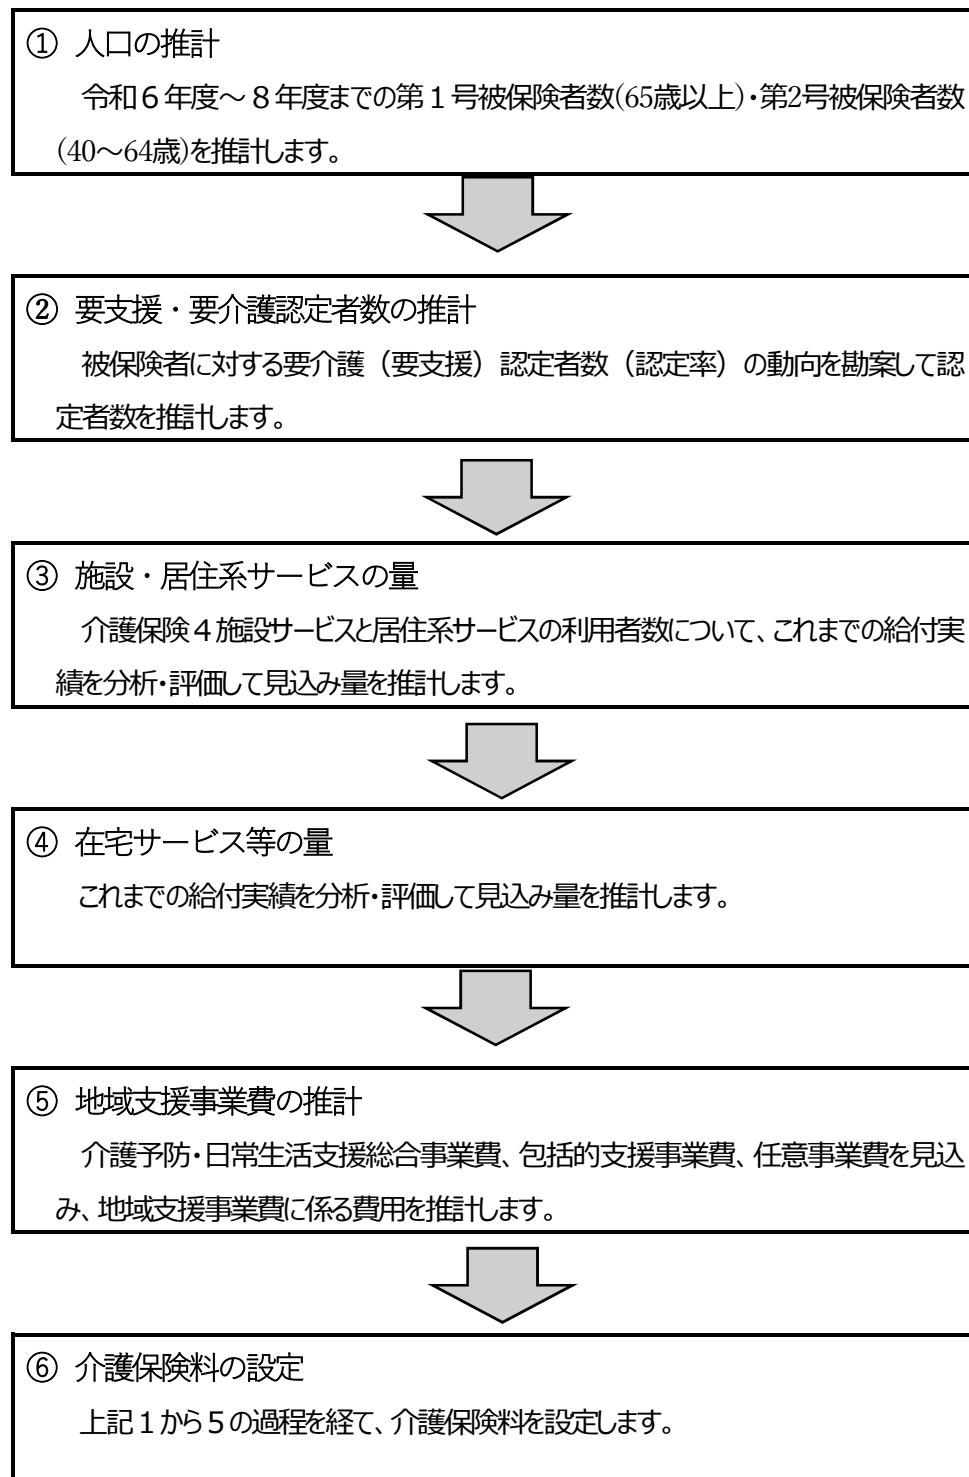 ① 人口の推計
令和６年度～８年度までの第１号被保険者数(65歳以上)・第2号被保険者数
(40～64歳)を推計します。
② 要支援・要介護認定者数の推計
被保険者に対する要介護（要支援）認定者数（認定率）の動向を勘案して認
定者数を推計します。
③ 施設・居住系サービスの量
介護保険４施設サービスと居住系サービスの利用者数について、これまでの給付実
績を分析・評価して見込み量を推計します。
④ 在宅サービス等の量
これまでの給付実績を分析・評価して見込み量を推計します。
⑤ 地域支援事業費の推計
介護予防・日常生活支援総合事業費、包括的支援事業費、任意事業費を見込
み、地域支援事業費に係る費用を推計します。
⑥ 介護保険料の設定
上記１から５の過程を経て、介護保険料を設定します。